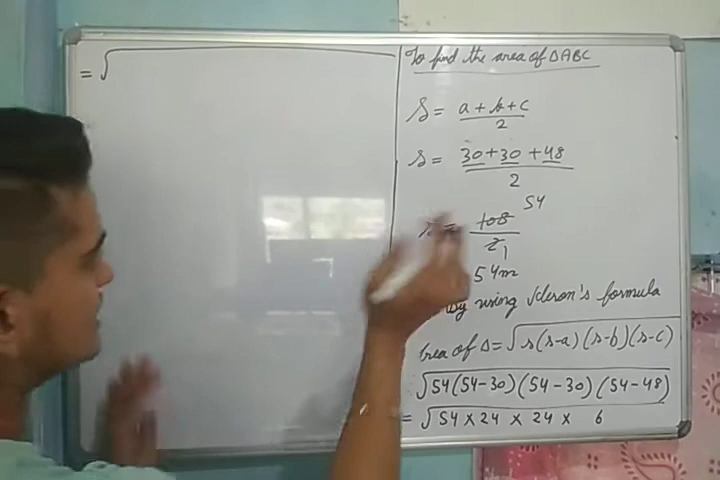 = √
To find the area of ΔABC
s = a + b + c
2
s = 30 + 30 + 48
2
54
= 108
2 1
54m
By using Heron's formula
Area of Δ = √s(s-a)(s-b)(s-c)
√54(54-30)(54-30)(54-48)
= √54 × 24 × 24 × 6